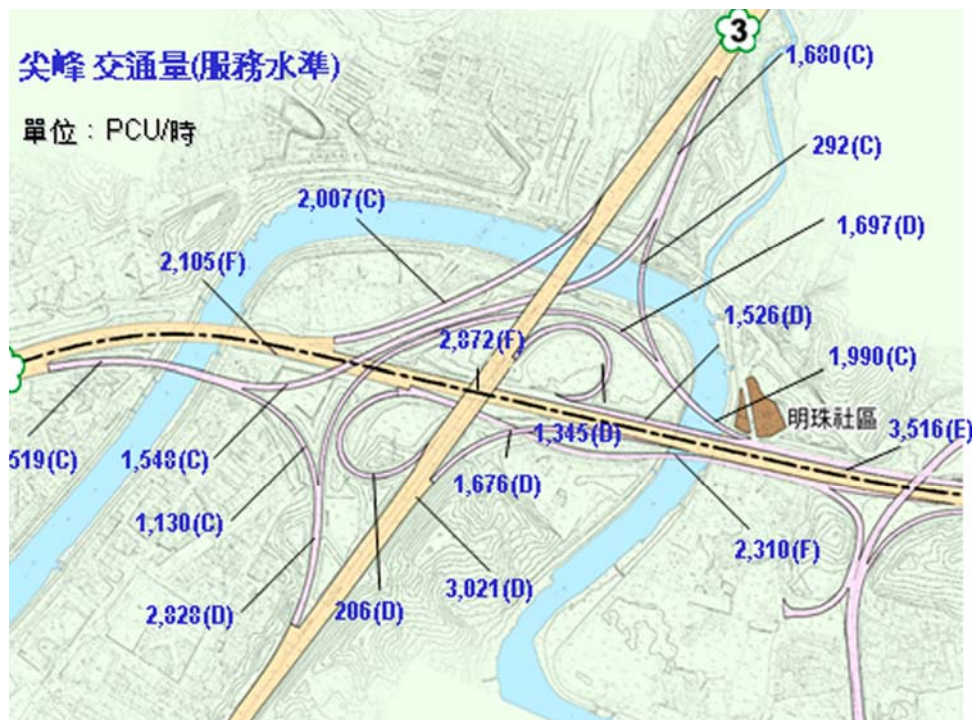 3
尖峰 交通量(服務水準)
1,680(C)
單位：PCU/時
292(C)
2,007(C)
1,697(D)
2,105(F)
1,526(D)
2,872(F)
1,990(C)
明珠社區
3,516(E)
519(C)
1,548(C)
1,345(D)
1,676(D)
1,130(C)
2,310(F)
3,021(D)
2,828(D)
206(D)